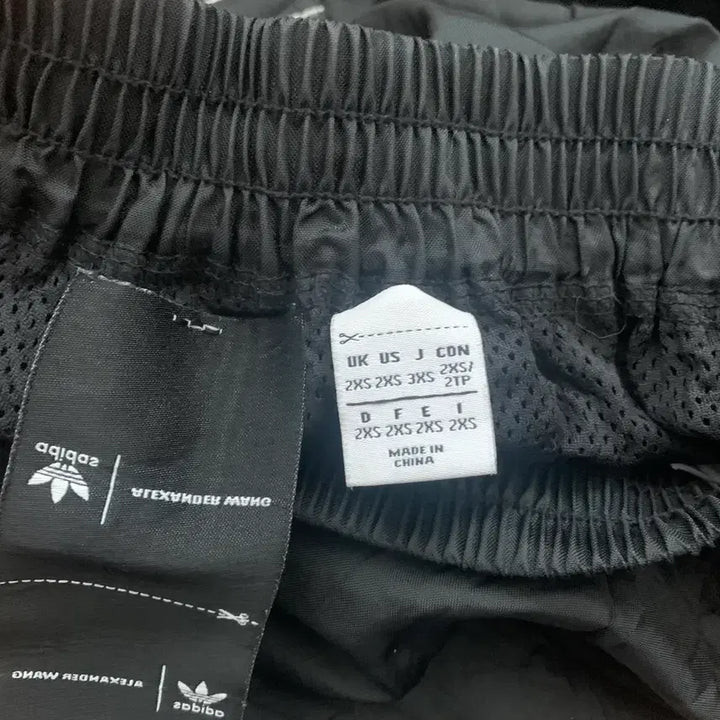 UK US J CDN
2XS 2XS 3XS 2XS/
2TP
D F E I
2XS 2XS 2XS 2XS
MADE IN
CHINA
adidas
ALEXANDER WANG
ALEXANDER WANG
adidas